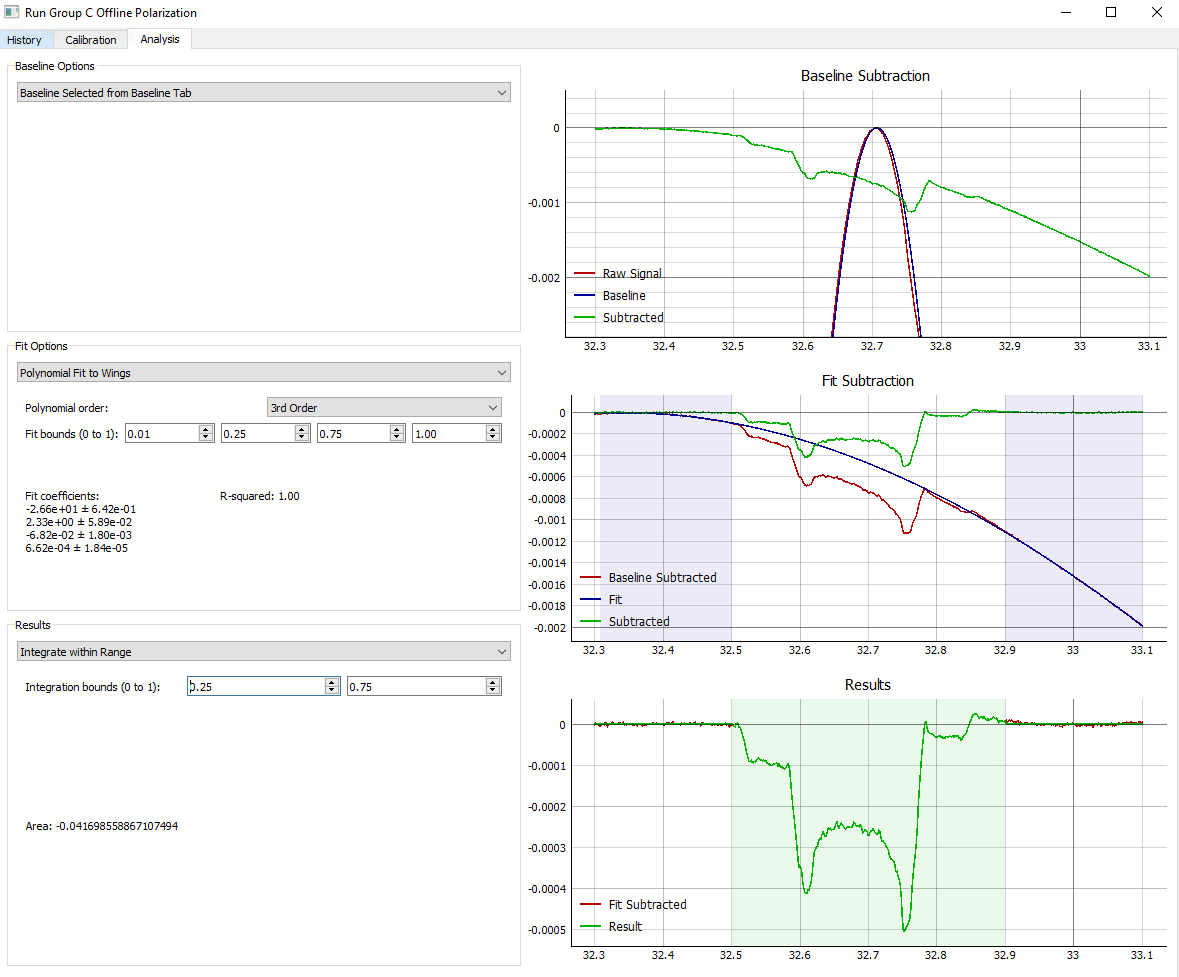 Run Group C Offline Polarization
History
Calibration
Analysis
Baseline Options
Baseline Selected from Baseline Tab
Fit Options
Polynomial Fit to Wings
Polynomial order:
3rd Order
Fit bounds (0 to 1):
0.01
0.25
0.75
1.00
Fit coefficients:
R-squared: 1.00
-2.66e+01 ± 6.42e-01
2.33e+00 ± 5.89e-02
-6.82e-02 ± 1.80e-03
6.62e-04 ± 1.84e-05
Results
Integrate within Range
Integration bounds (0 to 1):
0.25
0.75
Area: -0.041698558867107494
Baseline Subtraction
0
-0.001
-0.002
Raw Signal
Baseline
Subtracted
32.3
32.4
32.5
32.6
32.7
32.8
32.9
33
33.1
Fit Subtraction
0
-0.0002
-0.0004
-0.0006
-0.0008
-0.001
-0.0012
-0.0014
-0.0016
-0.0018
-0.002
Baseline Subtracted
Fit
Subtracted
32.3
32.4
32.5
32.6
32.7
32.8
32.9
33
33.1
Results
0
-0.0001
-0.0002
-0.0003
-0.0004
-0.0005
Fit Subtracted
Result
32.3
32.4
32.5
32.6
32.7
32.8
32.9
33
33.1